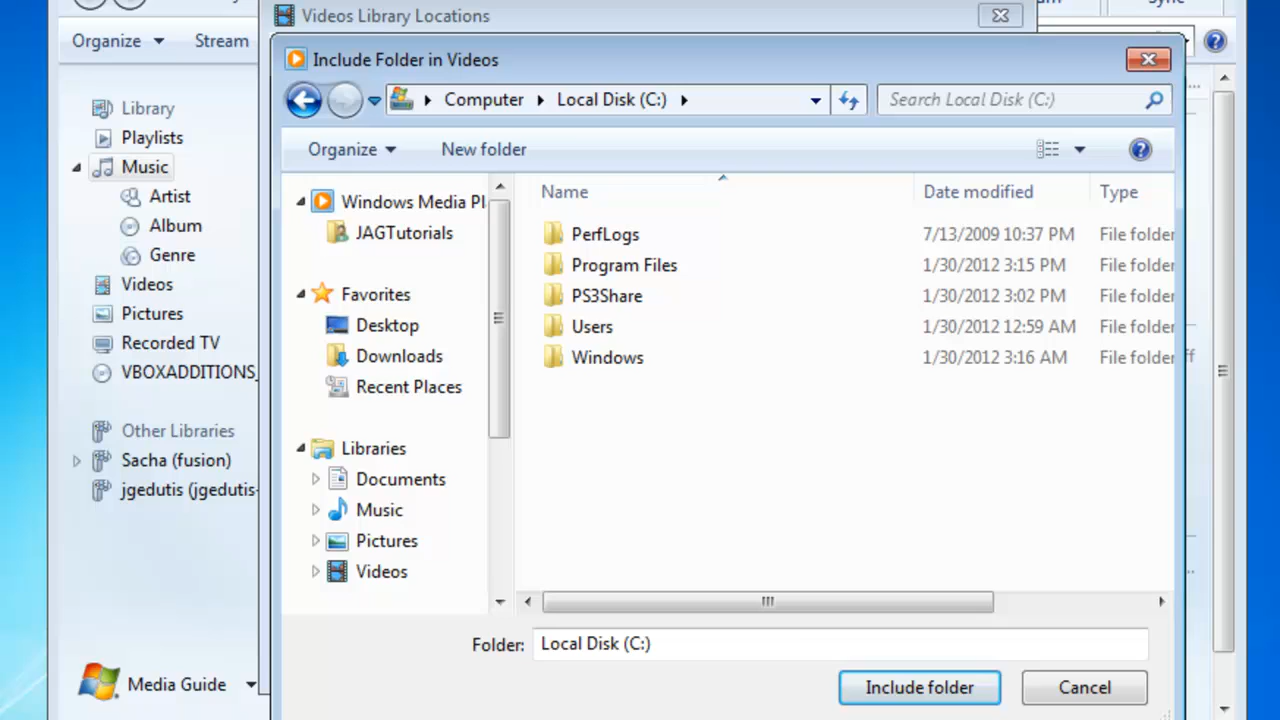 Videos Library Locations
Sync
Organize
Stream
Include Folder in Videos
Computer
Local Disk (C:)
Search Local Disk (C:)
Organize
New folder
Library
Playlists
Music
Artist
Album
Genre
Videos
Pictures
Recorded TV
VBOXADDITIONS_
Other Libraries
Sacha (fusion)
jgedutis (jgedutis-
Media Guide
Windows Media Pl
JAGTutorials
Favorites
Desktop
Downloads
Recent Places
Libraries
Documents
Music
Pictures
Videos
Name Date modified Type
PerfLogs 7/13/2009 10:37 PM File folder
Program Files 1/30/2012 3:15 PM File folder
PS3Share 1/30/2012 3:02 PM File folder
Users 1/30/2012 12:59 AM File folder
Windows 1/30/2012 3:16 AM File folder
Folder: Local Disk (C:)
Include folder
Cancel